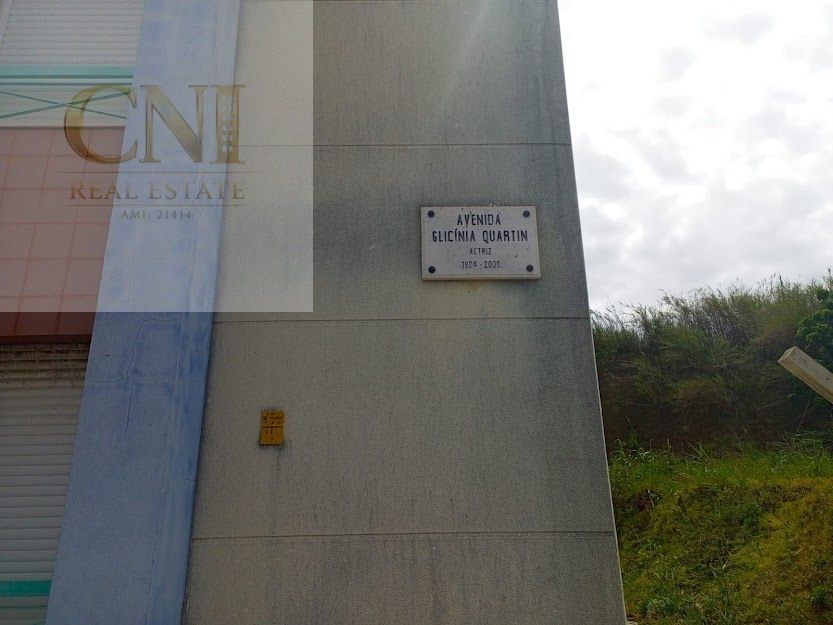 CNI
REAL ESTATE
AMI: 21414
AVENIDA
GLICÍNIA QUARTIN
ACTRIZ
1924 - 2006